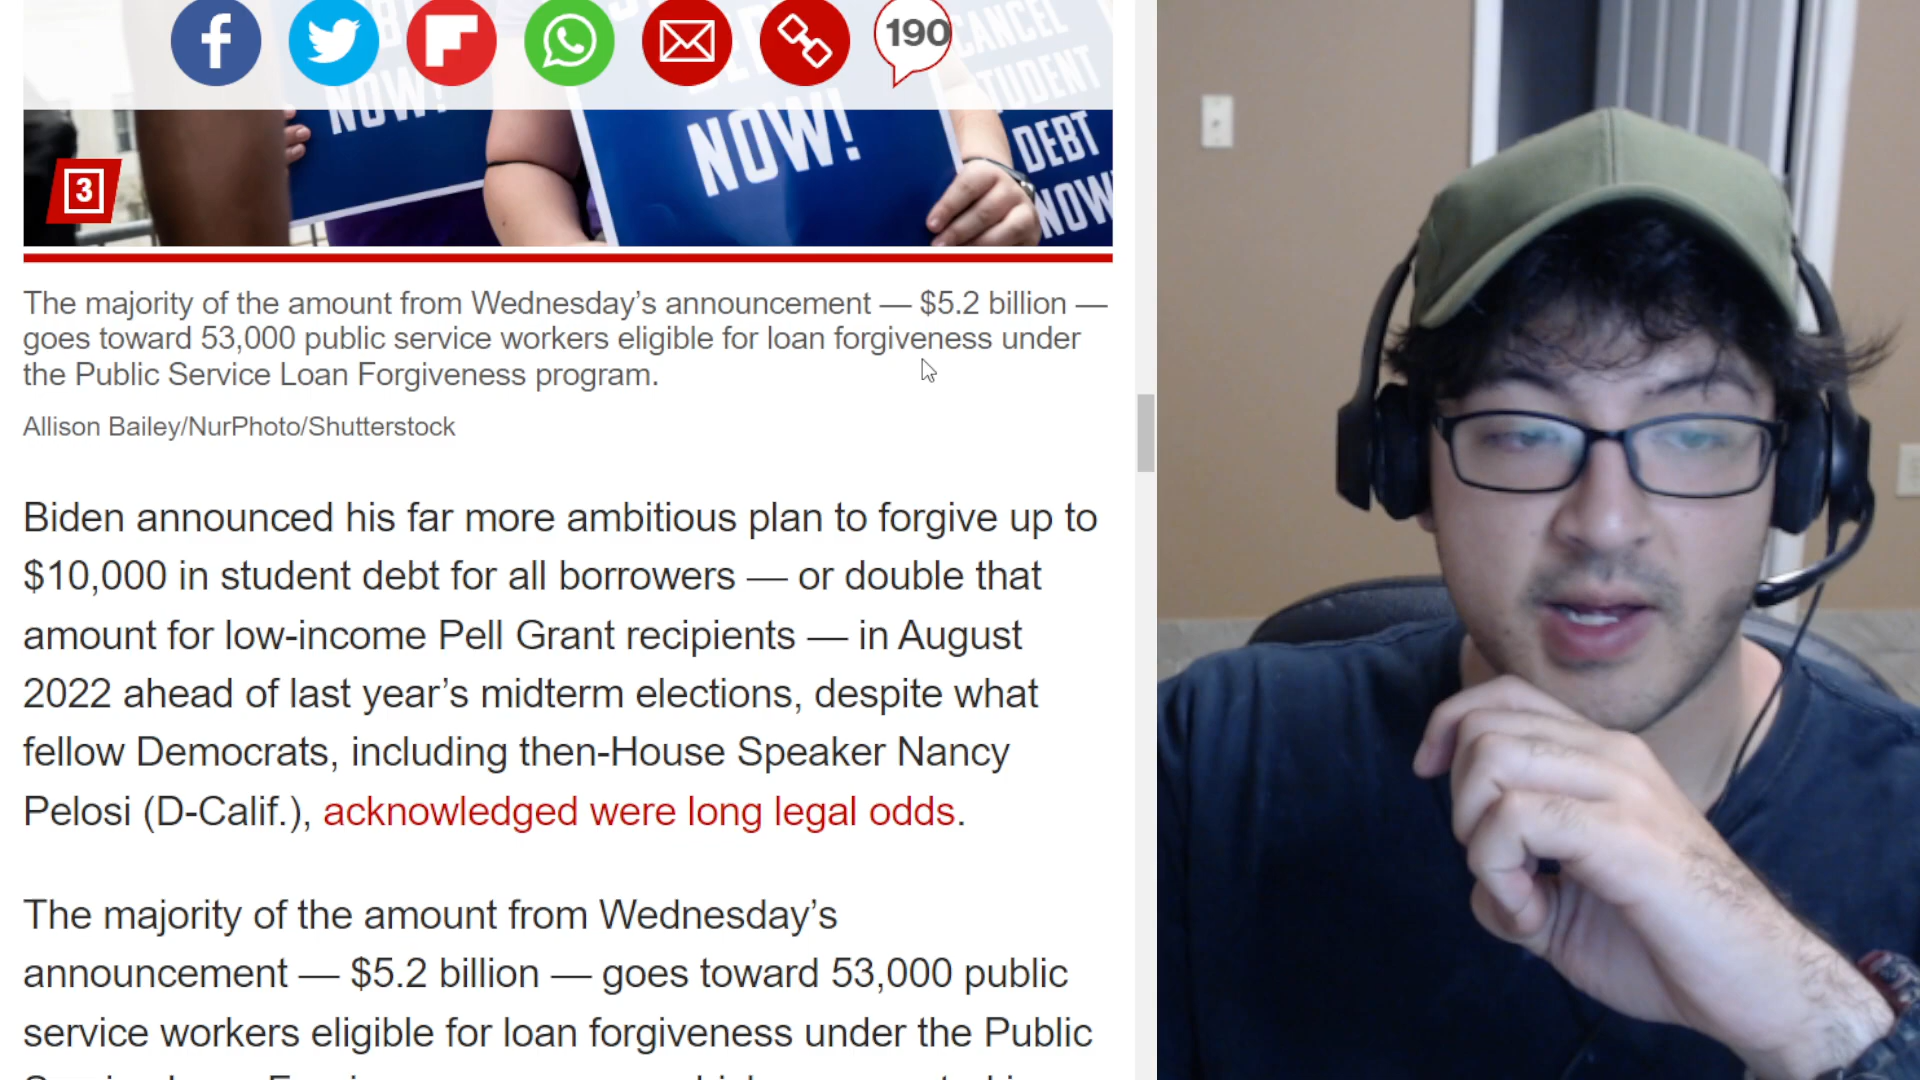 190
CANCEL
STUDENT
DEBT
NOW!
NOW!
NOW!
3
The majority of the amount from Wednesday’s announcement — $5.2 billion —
goes toward 53,000 public service workers eligible for loan forgiveness under
the Public Service Loan Forgiveness program.
Allison Bailey/NurPhoto/Shutterstock
Biden announced his far more ambitious plan to forgive up to
$10,000 in student debt for all borrowers — or double that
amount for low-income Pell Grant recipients — in August
2022 ahead of last year’s midterm elections, despite what
fellow Democrats, including then-House Speaker Nancy
Pelosi (D-Calif.), acknowledged were long legal odds.
The majority of the amount from Wednesday’s
announcement — $5.2 billion — goes toward 53,000 public
service workers eligible for loan forgiveness under the Public